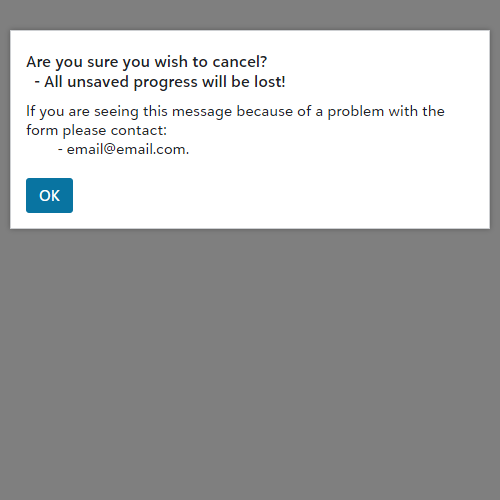 Are you sure you wish to cancel?
- All unsaved progress will be lost!
If you are seeing this message because of a problem with the
form please contact:
- email@email.com.
OK